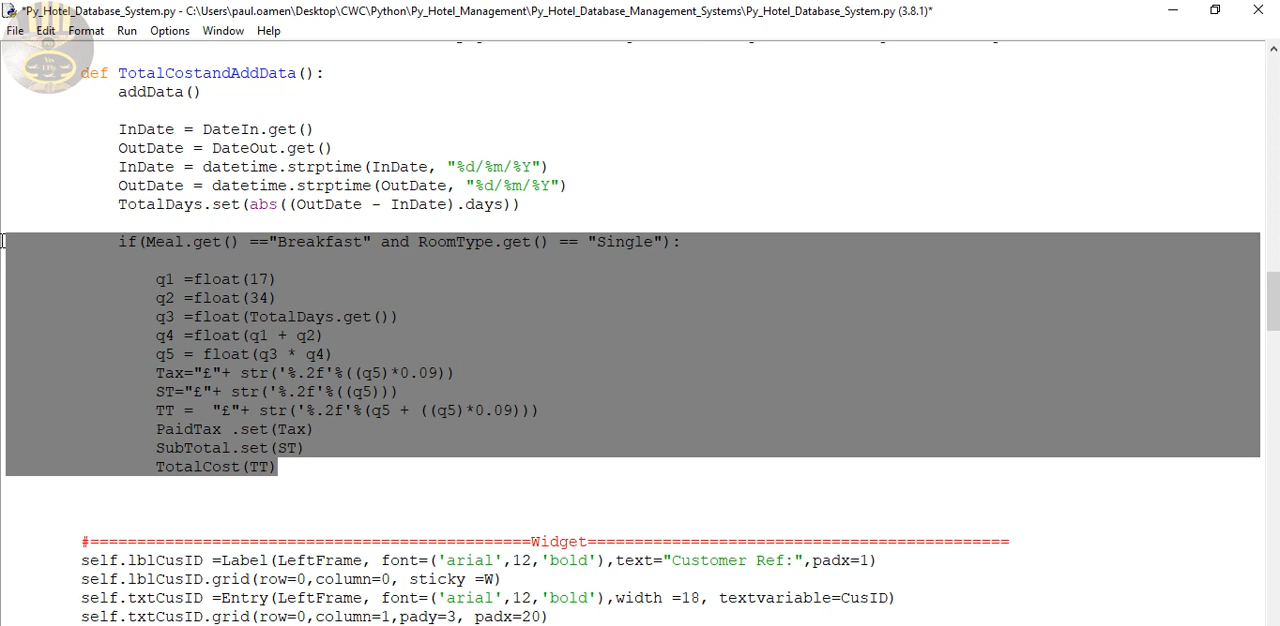 *Py_Hotel_Database_System.py - C:\Users\paul.oamen\Desktop\CWC\Python\Py_Hotel_Management\Py_Hotel_Database_Management_Systems\Py_Hotel_Database_System.py (3.8.1)*
File Edit Format Run Options Window Help
def TotalCostandAddData():
addData()
InDate = DateIn.get()
OutDate = DateOut.get()
InDate = datetime.strptime(InDate, "%d/%m/%Y")
OutDate = datetime.strptime(OutDate, "%d/%m/%Y")
TotalDays.set(abs((OutDate - InDate).days))
if(Meal.get() =="Breakfast" and RoomType.get() == "Single"):
q1 =float(17)
q2 =float(34)
q3 =float(TotalDays.get())
q4 =float(q1 + q2)
q5 = float(q3 * q4)
Tax="£"+ str('%.2f'%((q5)*0.09))
ST="£"+ str('%.2f'%((q5)))
TT =  "£"+ str('%.2f'%(q5 + ((q5)*0.09)))
PaidTax .set(Tax)
SubTotal.set(ST)
TotalCost(TT)
#===============================================Widget=============================================
self.lblCusID =Label(LeftFrame, font=('arial',12,'bold'),text="Customer Ref:",padx=1)
self.lblCusID.grid(row=0,column=0, sticky =W)
self.txtCusID =Entry(LeftFrame, font=('arial',12,'bold'),width =18, textvariable=CusID)
self.txtCusID.grid(row=0,column=1,pady=3, padx=20)